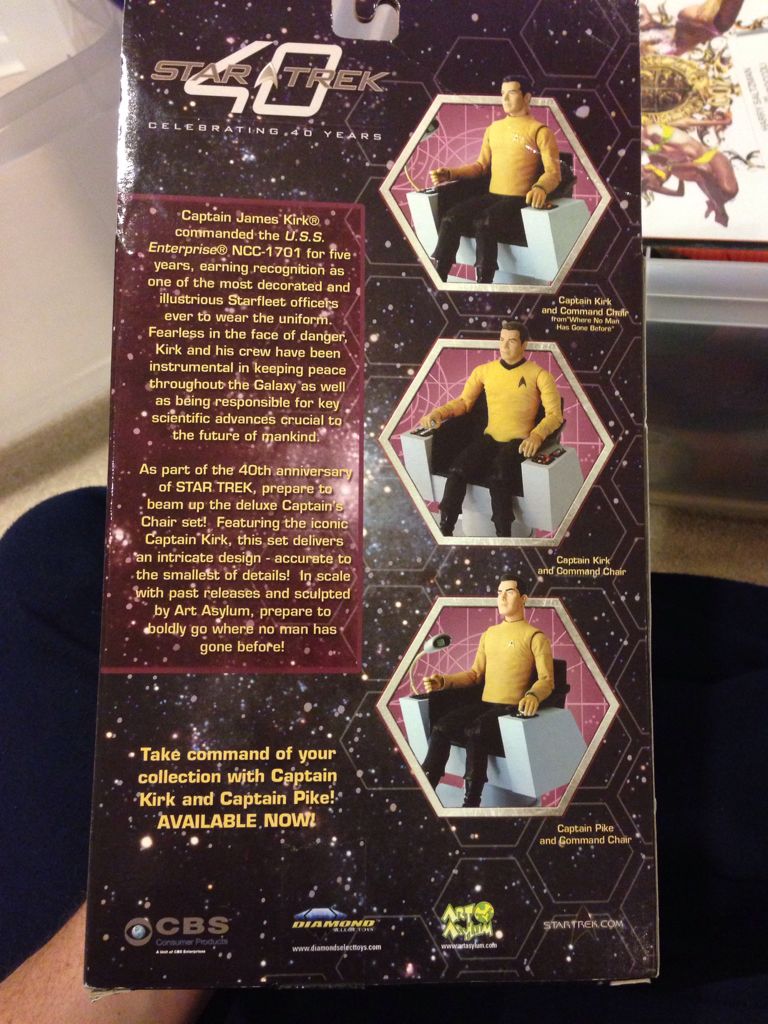 STAR TREK
40
CELEBRATING 40 YEARS
Captain James Kirk®
commanded the U.S.S.
Enterprise® NCC-1701 for five
years, earning recognition as
one of the most decorated and
illustrious Starfleet officers
ever to wear the uniform.
Fearless in the face of danger,
Kirk and his crew have been
instrumental in keeping peace
throughout the Galaxy as well
as being responsible for key
scientific advances crucial to
the future of mankind.
As part of the 40th anniversary
of STAR TREK, prepare to
beam up the deluxe Captain's
Chair set! Featuring the iconic
Captain Kirk, this set delivers
an intricate design - accurate to
the smallest of details! In scale
with past releases and sculpted
by Art Asylum, prepare to
boldly go where no man has
gone before!
Take command of your
collection with Captain
Kirk and Captain Pike!
AVAILABLE NOW!
Captain Kirk
and Command Chair
from "Where No Man
Has Gone Before"
Captain Kirk
and Command Chair
Captain Pike
and Command Chair
CBS
Consumer Products
A Unit of CBS Enterprises
DIAMOND
SELECT TOYS
www.diamondselecttoys.com
ART ASYLUM
www.artasylum.com
STARTREK.COM